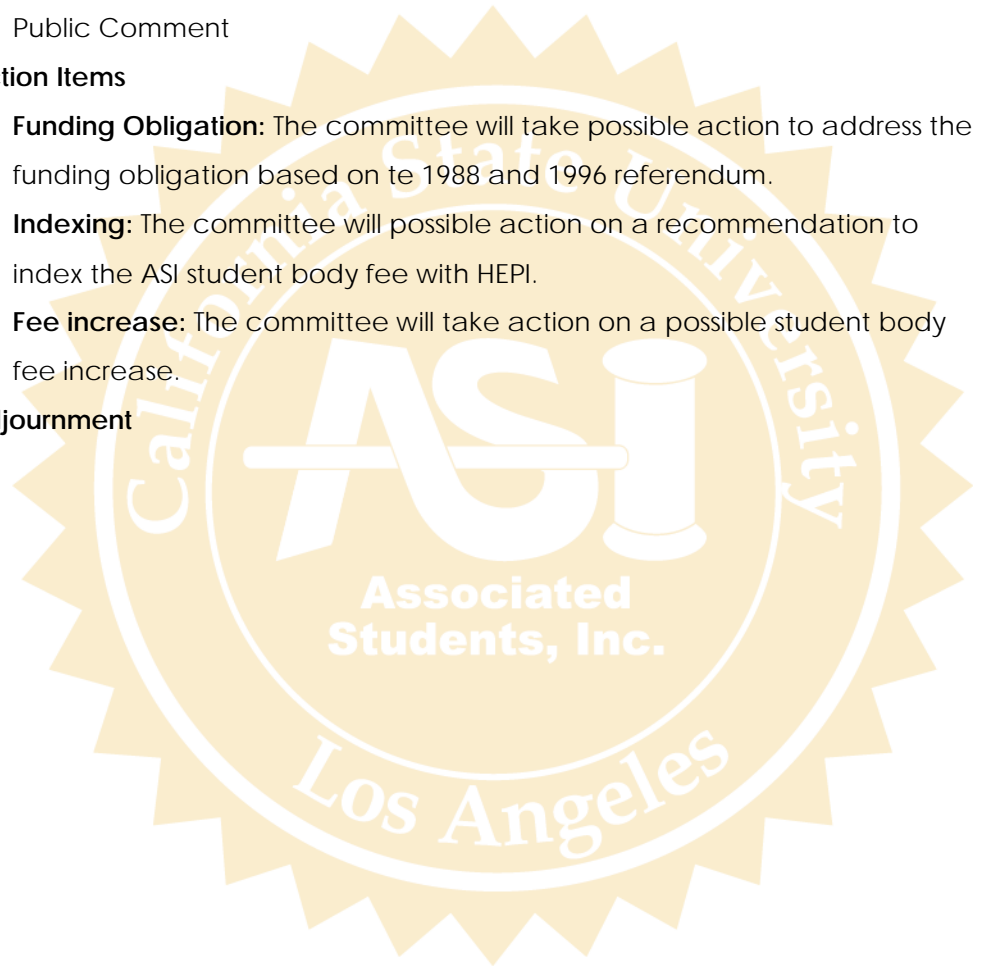 Public Comment
tion Items
Funding Obligation: The committee will take possible action to address the
funding obligation based on te 1988 and 1996 referendum.
Indexing: The committee will possible action on a recommendation to
index the ASI student body fee with HEPI.
Fee increase: The committee will take action on a possible student body
fee increase.
journment
California State University
ASI
Associated
Students, Inc.
Los Angeles